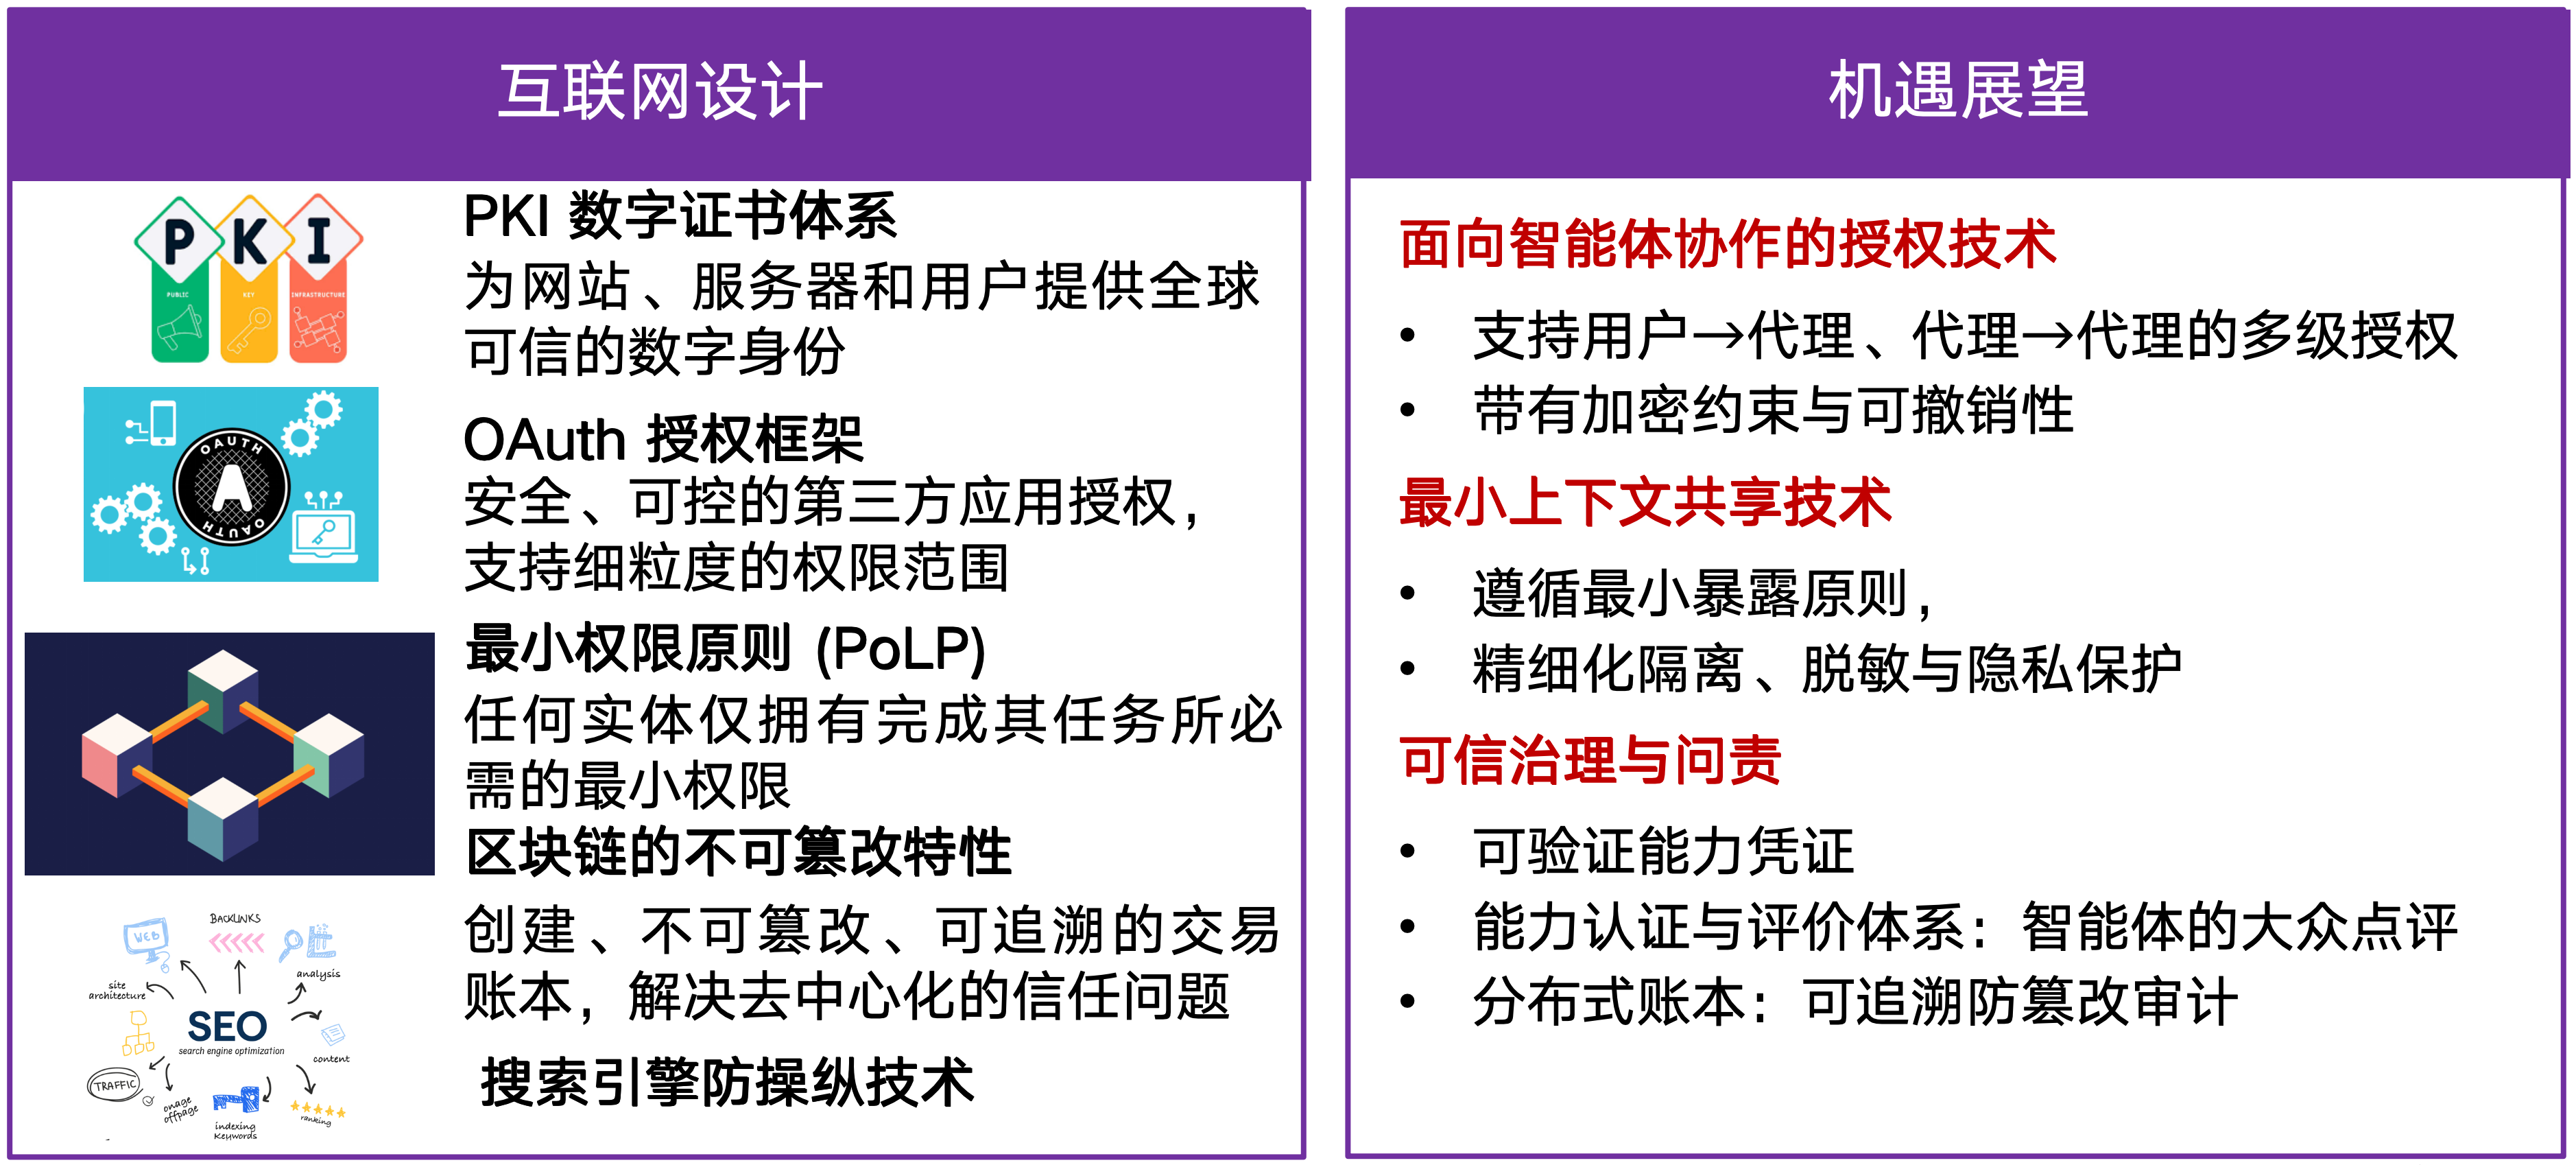 互联网设计
PKI
PUBLIC
KEY
INFRASTRUCTURE
PKI 数字证书体系
为网站、服务器和用户提供全球
可信的数字身份
OAUTH
A
OAUTH
OAuth 授权框架
安全、可控的第三方应用授权，
支持细粒度的权限范围
最小权限原则 (PoLP)
任何实体仅拥有完成其任务所必
需的最小权限
区块链的不可篡改特性
创建、不可篡改、可追溯的交易
账本，解决去中心化的信任问题
搜索引擎防操纵技术
WEB
BACKLINKS
analysis
site
architecture
SEO
search engine optimization
content
TRAFFIC
onage
offpage
indexing
Keywords
ranking
机遇展望
面向智能体协作的授权技术
• 支持用户→代理、代理→代理的多级授权
• 带有加密约束与可撤销性
最小上下文共享技术
• 遵循最小暴露原则，
• 精细化隔离、脱敏与隐私保护
可信治理与问责
• 可验证能力凭证
• 能力认证与评价体系：智能体的大众点评
• 分布式账本：可追溯防篡改审计